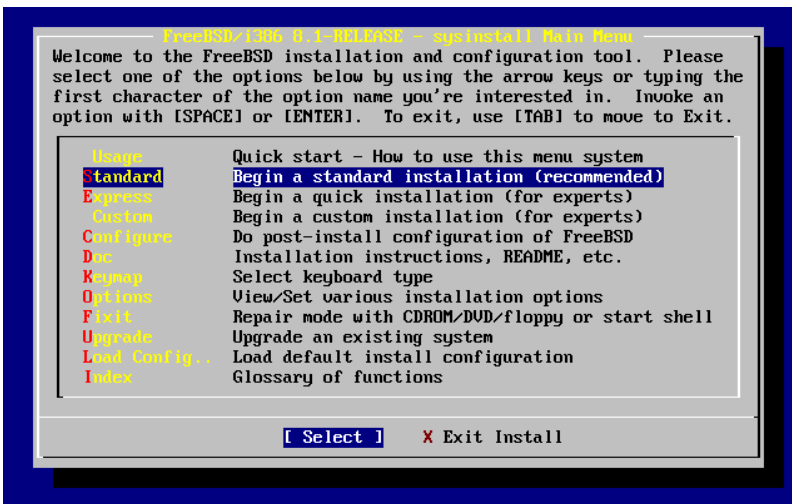 FreeBSD/i386 8.1-RELEASE - sysinstall Main Menu
Welcome to the FreeBSD installation and configuration tool.  Please
select one of the options below by using the arrow keys or typing the
first character of the option name you're interested in.  Invoke an
option with [SPACE] or [ENTER].  To exit, use [TAB] to move to Exit.
Usage Quick start - How to use this menu system
Standard Begin a standard installation (recommended)
Express Begin a quick installation (for experts)
Custom Begin a custom installation (for experts)
Configure Do post-install configuration of FreeBSD
Doc Installation instructions, README, etc.
Keymap Select keyboard type
Options View/Set various installation options
Fixit Repair mode with CDROM/DVD/floppy or start shell
Upgrade Upgrade an existing system
Load Config.. Load default install configuration
Index Glossary of functions
[ Select ] X Exit Install